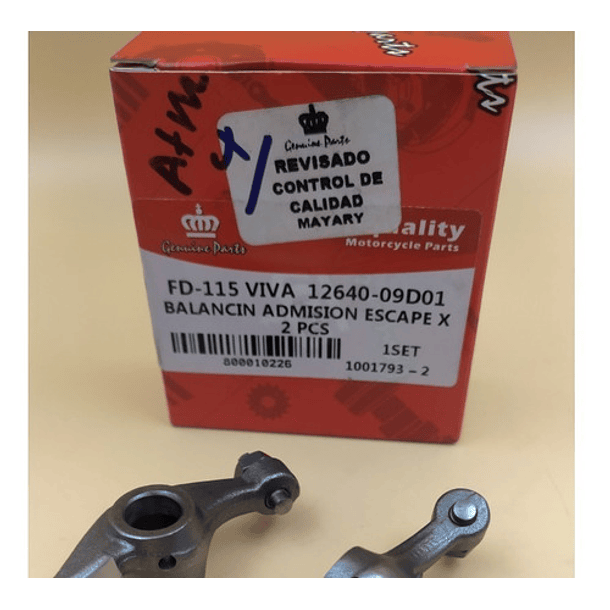 Atm
Genuine Parts
REVISADO
CONTROL DE
CALIDAD
MAYARY
Genuine Parts
Motorcycle Parts
FD-115 VIVA 12640-09D01
BALANCIN ADMISION ESCAPE X
2 PCS
1SET
800010226
1001793-2